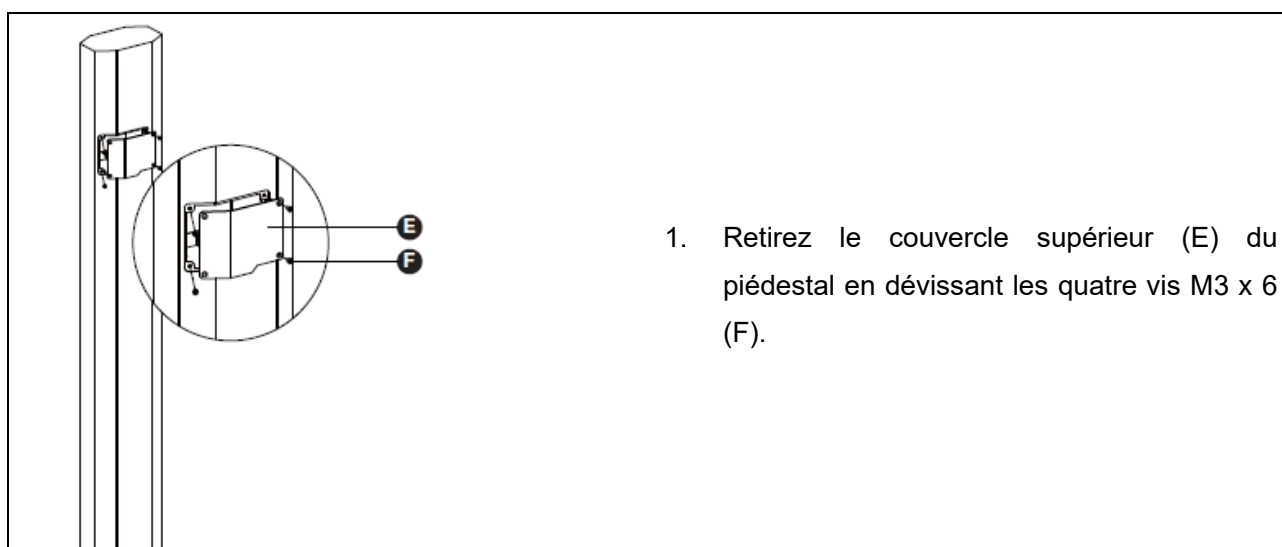 E
F
1. Retirez le couvercle supérieur (E) du
piédestal en dévissant les quatre vis M3 x 6
(F).